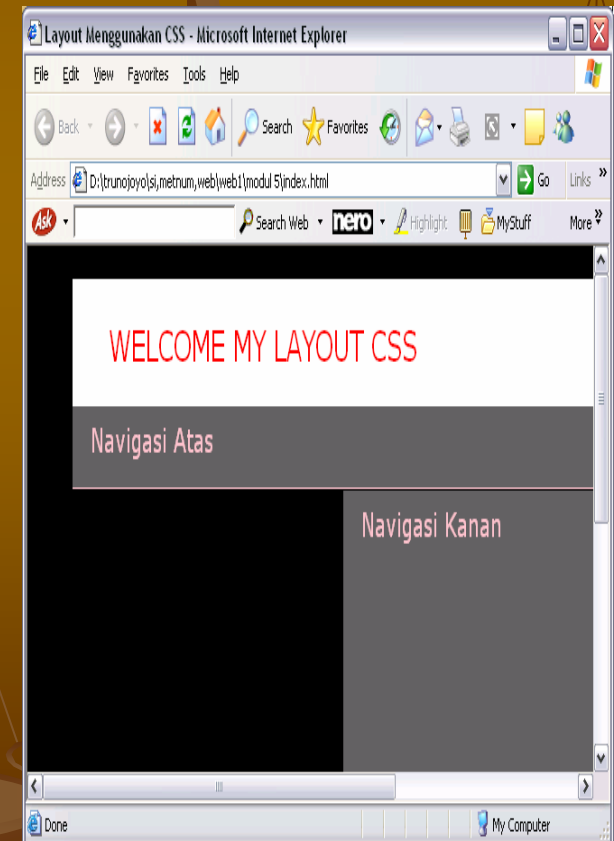 Layout Menggunakan CSS - Microsoft Internet Explorer
File Edit View Favorites Tools Help
Back Search Favorites
Address D:\trunojoyo\si,metnum,web\web1\modul 5\index.html Go Links »
Ask Search Web nero Highlight MyStuff More »
WELCOME MY LAYOUT CSS
Navigasi Atas
Navigasi Kanan
Done My Computer